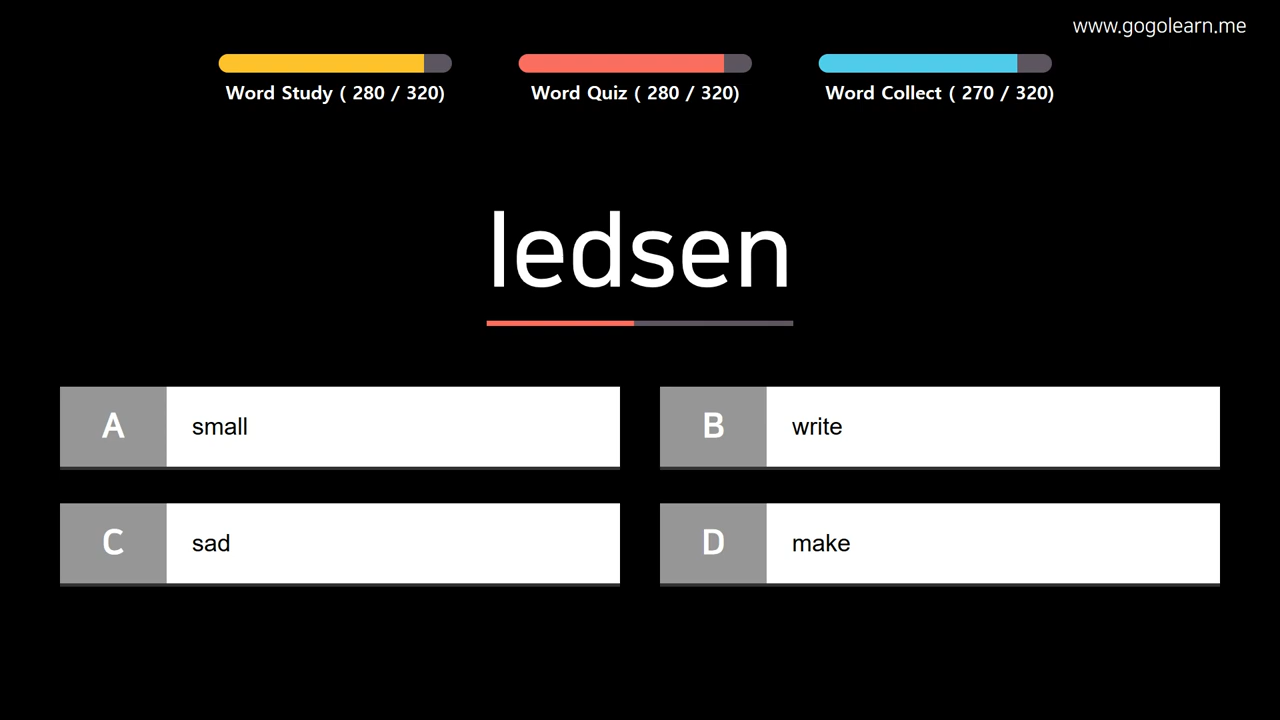 www.gogolearn.me
Word Study ( 280 / 320)
Word Quiz ( 280 / 320)
Word Collect ( 270 / 320)
ledsen
A small
B write
C sad
D make